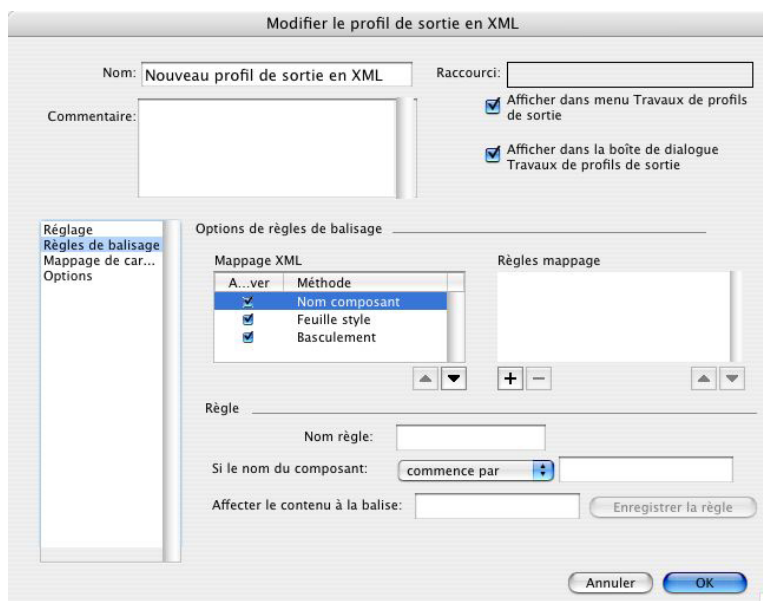 Modifier le profil de sortie en XML
Nom: Nouveau profil de sortie en XML
Raccourci:
Afficher dans menu Travaux de profils
de sortie
Commentaire:
Afficher dans la boîte de dialogue
Travaux de profils de sortie
Réglage
Règles de balisage
Mappage de car...
Options
Options de règles de balisage
Mappage XML
A...ver Méthode
Nom composant
Feuille style
Basculement
Règles mappage
Règle
Nom règle:
Si le nom du composant: commence par
Affecter le contenu à la balise: Enregistrer la règle
Annuler OK